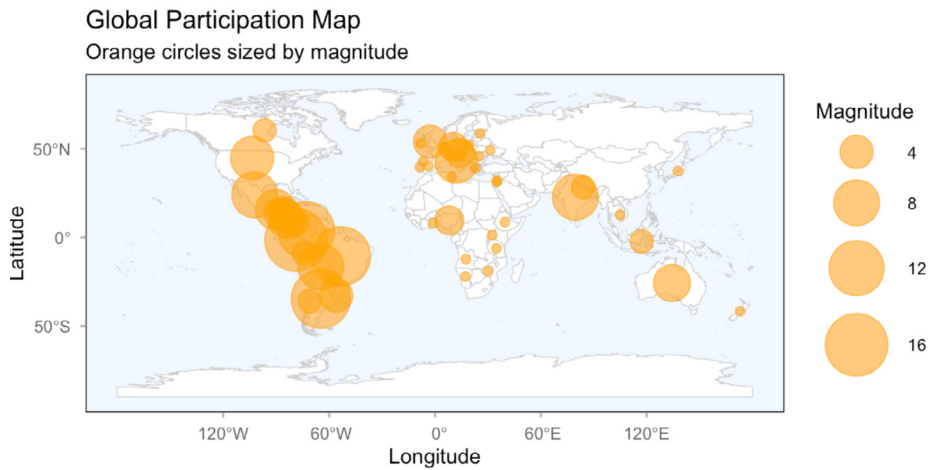 Global Participation Map
Orange circles sized by magnitude
Magnitude
4
8
12
16
50°N
0°
50°S
Latitude
120°W
60°W
0°
60°E
120°E
Longitude